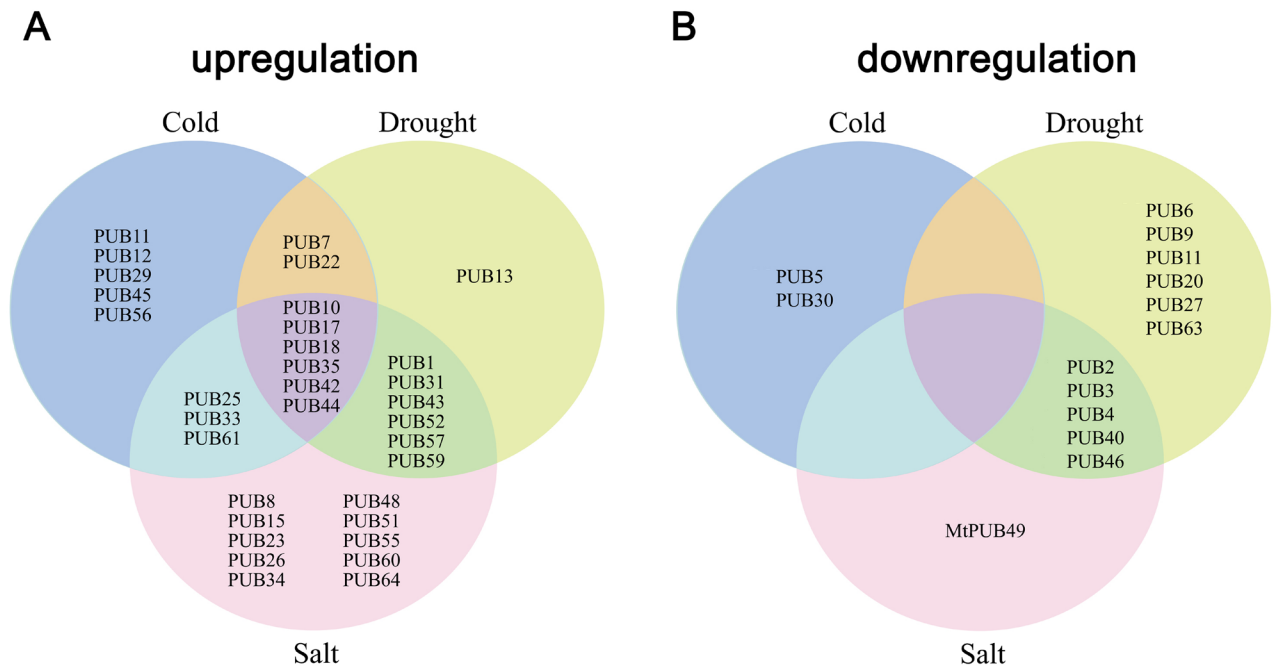 A
upregulation
Cold
Drought
PUB11
PUB12
PUB29
PUB45
PUB56
PUB7
PUB22
PUB13
PUB10
PUB17
PUB18
PUB35
PUB42
PUB44
PUB25
PUB33
PUB61
PUB1
PUB31
PUB43
PUB52
PUB57
PUB59
PUB8
PUB15
PUB23
PUB26
PUB34
PUB48
PUB51
PUB55
PUB60
PUB64
Salt
B
downregulation
Cold
Drought
PUB5
PUB30
PUB6
PUB9
PUB11
PUB20
PUB27
PUB63
PUB2
PUB3
PUB4
PUB40
PUB46
MtPUB49
Salt